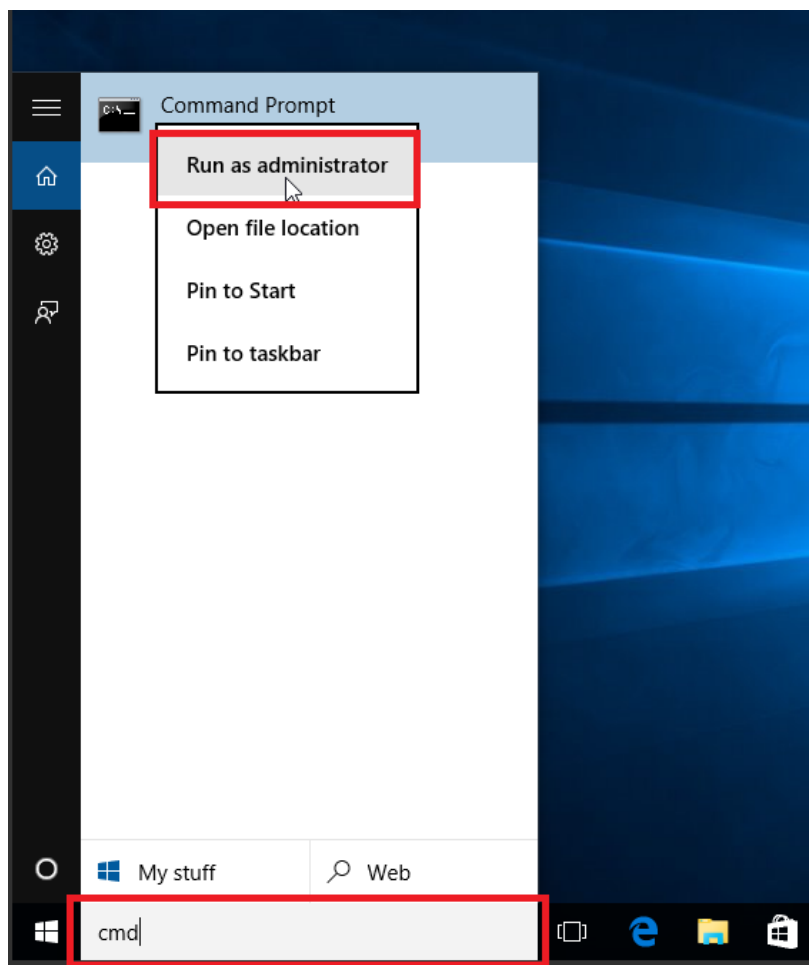 Command Prompt
Run as administrator
Open file location
Pin to Start
Pin to taskbar
My stuff
Web
cmd